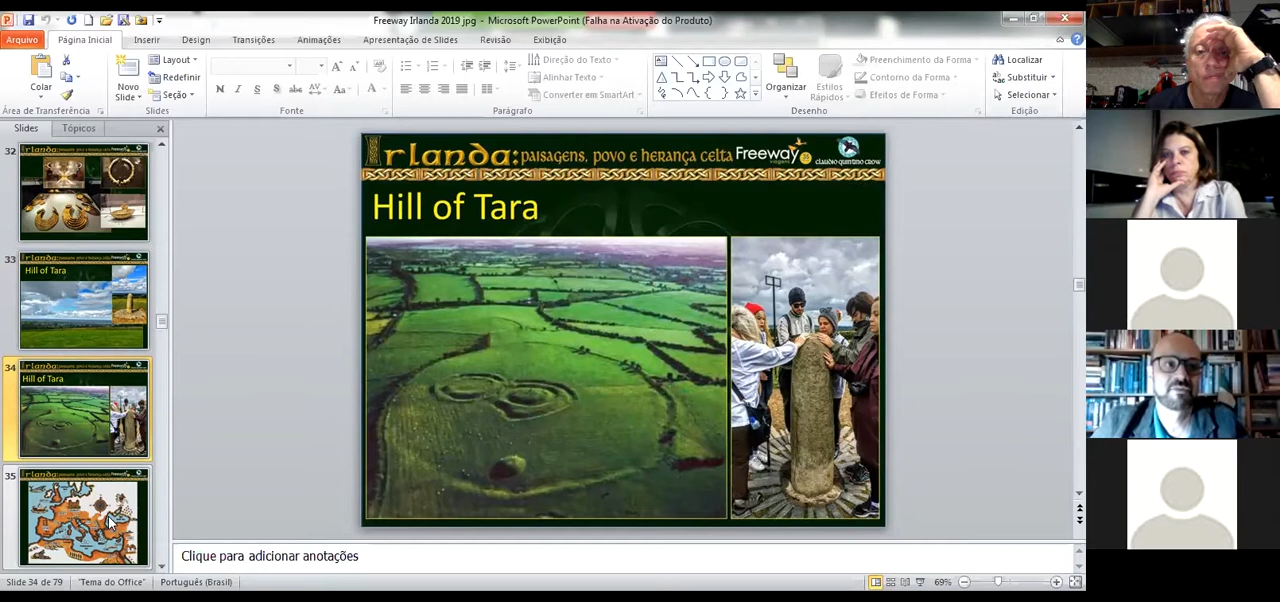 Freeway Irlanda 2019 jpg - Microsoft PowerPoint (Falha na Ativação do Produto)
Arquivo Página Inicial Inserir Design Transições Animações Apresentação de Slides Revisão Exibição
Colar
Área de Transferência
Novo Slide
Layout
Redefinir
Seção
Slides
N I S S abc AV Aa A
Fonte
Direção do Texto
Alinhar Texto
Converter em SmartArt
Parágrafo
Organizar
Estilos Rápidos
Preenchimento da Forma
Contorno da Forma
Efeitos de Forma
Desenho
Localizar
Substituir
Selecionar
Edição
Slides Tópicos
32
33
Hill of Tara
34
Hill of Tara
35
Irlanda: paisagens, povo e herança celta Freeway viagens claudio quintino crow
Hill of Tara
Clique para adicionar anotações
Slide 34 de 79 "Tema do Office" Português (Brasil) 69%